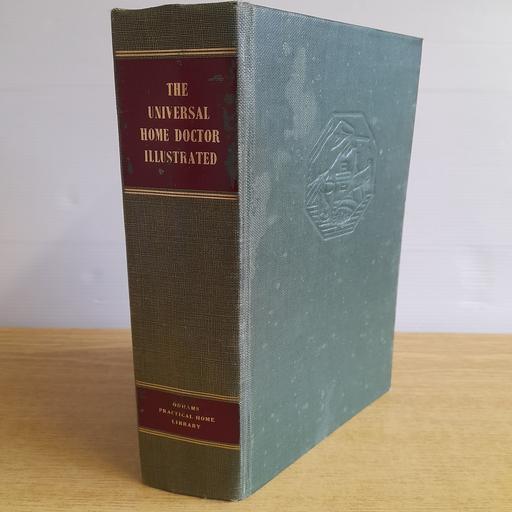 THE
UNIVERSAL
HOME DOCTOR
ILLUSTRATED
ODHAMS
PRACTICAL HOME
LIBRARY